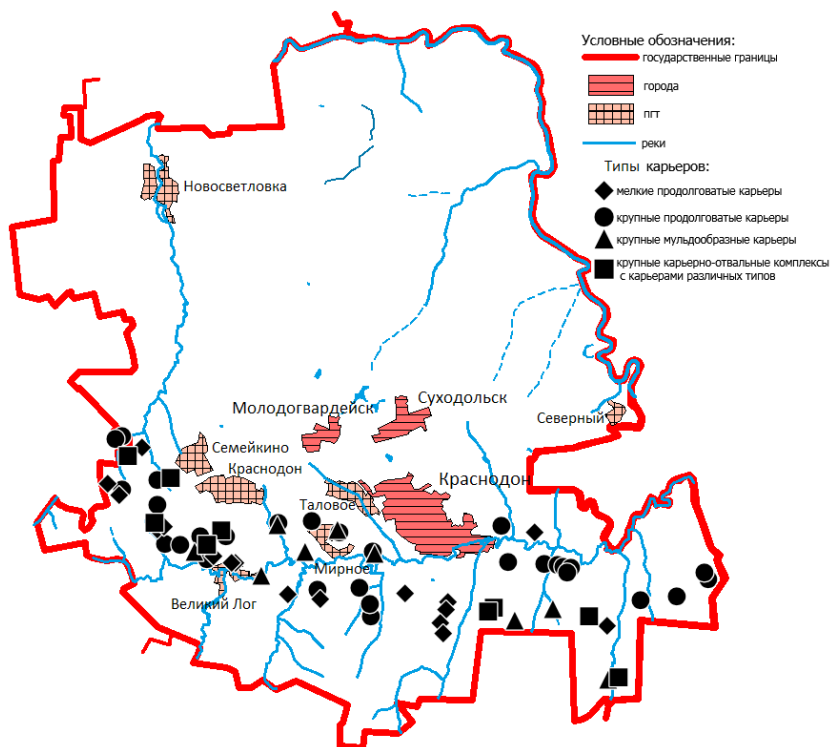 Условные обозначения:
государственные границы
города
пгт
реки
Типы карьеров:
мелкие продолговатые карьеры
крупные продолговатые карьеры
крупные мульдообразные карьеры
крупные карьерно-отвальные комплексы
с карьерами различных типов
Новосветловка
Суходольск
Молодогвардейск
Северный
Семейкино
Краснодон
Краснодон
Таловое
Мирное
Великий Лог